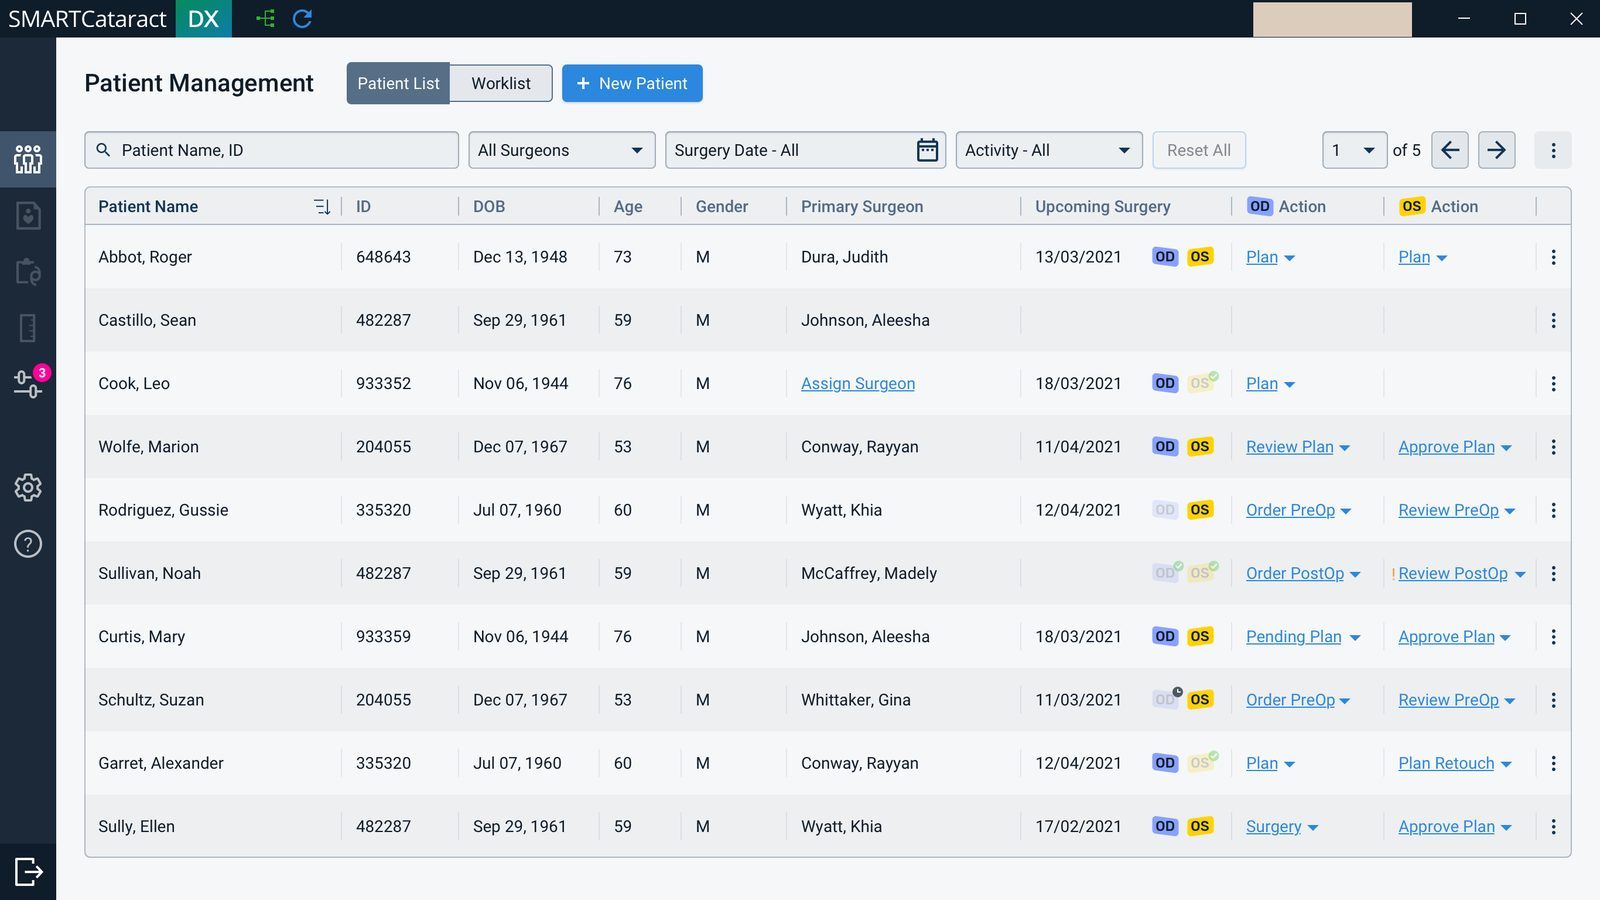 SMARTCataract DX
Patient Management Patient List Worklist + New Patient
Patient Name, ID All Surgeons Surgery Date - All Activity - All Reset All 1 of 5
Patient Name ID DOB Age Gender Primary Surgeon Upcoming Surgery OD Action OS Action
Abbot, Roger 648643 Dec 13, 1948 73 M Dura, Judith 13/03/2021 OD OS Plan Plan
Castillo, Sean 482287 Sep 29, 1961 59 M Johnson, Aleesha
3
Cook, Leo 933352 Nov 06, 1944 76 M Assign Surgeon 18/03/2021 OD OS Plan
Wolfe, Marion 204055 Dec 07, 1967 53 M Conway, Rayyan 11/04/2021 OD OS Review Plan Approve Plan
Rodriguez, Gussie 335320 Jul 07, 1960 60 M Wyatt, Khia 12/04/2021 OD OS Order PreOp Review PreOp
?
Sullivan, Noah 482287 Sep 29, 1961 59 M McCaffrey, Madely OD OS Order PostOp ! Review PostOp
Curtis, Mary 933359 Nov 06, 1944 76 M Johnson, Aleesha 18/03/2021 OD OS Pending Plan Approve Plan
Schultz, Suzan 204055 Dec 07, 1967 53 M Whittaker, Gina 11/03/2021 OD OS Order PreOp Review PreOp
Garret, Alexander 335320 Jul 07, 1960 60 M Conway, Rayyan 12/04/2021 OD OS Plan Plan Retouch
Sully, Ellen 482287 Sep 29, 1961 59 M Wyatt, Khia 17/02/2021 OD OS Surgery Approve Plan